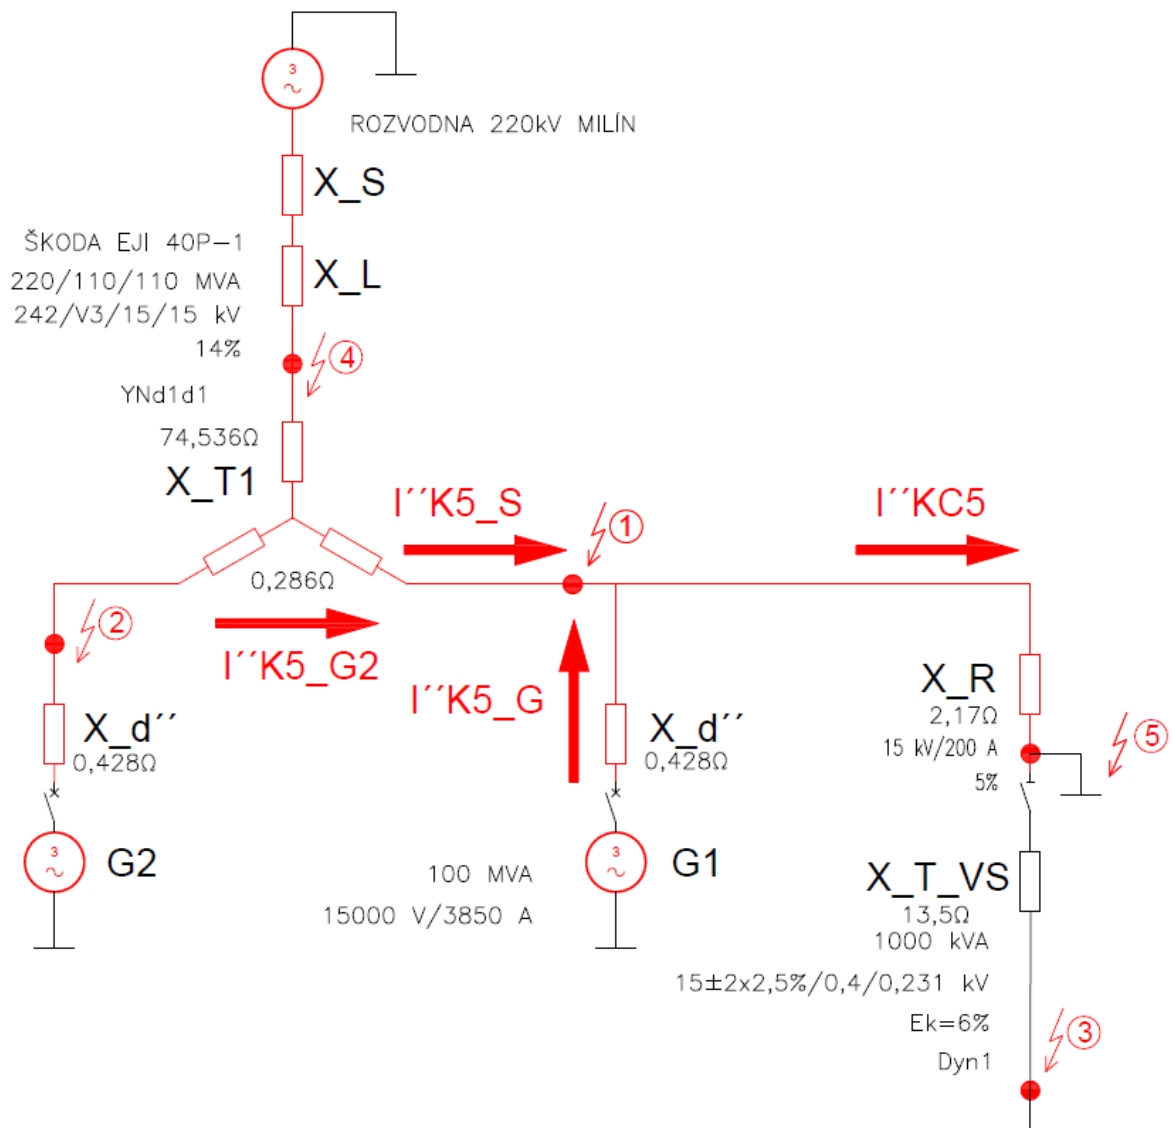 3
ROZVODNA 220kV MILÍN
X_S
ŠKODA EJI 40P-1
220/110/110 MVA
242/V3/15/15 kV
14%
X_L
4
YNd1d1
74,536Ω
X_T1
I´´K5_S
1
I´´KC5
0,286Ω
2
I´´K5_G2
I´´K5_G
X_d´´
0,428Ω
X_d´´
0,428Ω
X_R
2,17Ω
15 kV/200 A
5%
5
3
G2
3
G1
100 MVA
15000 V/3850 A
X_T_VS
13,5Ω
1000 kVA
15±2x2,5%/0,4/0,231 kV
Ek=6%
Dyn1
3